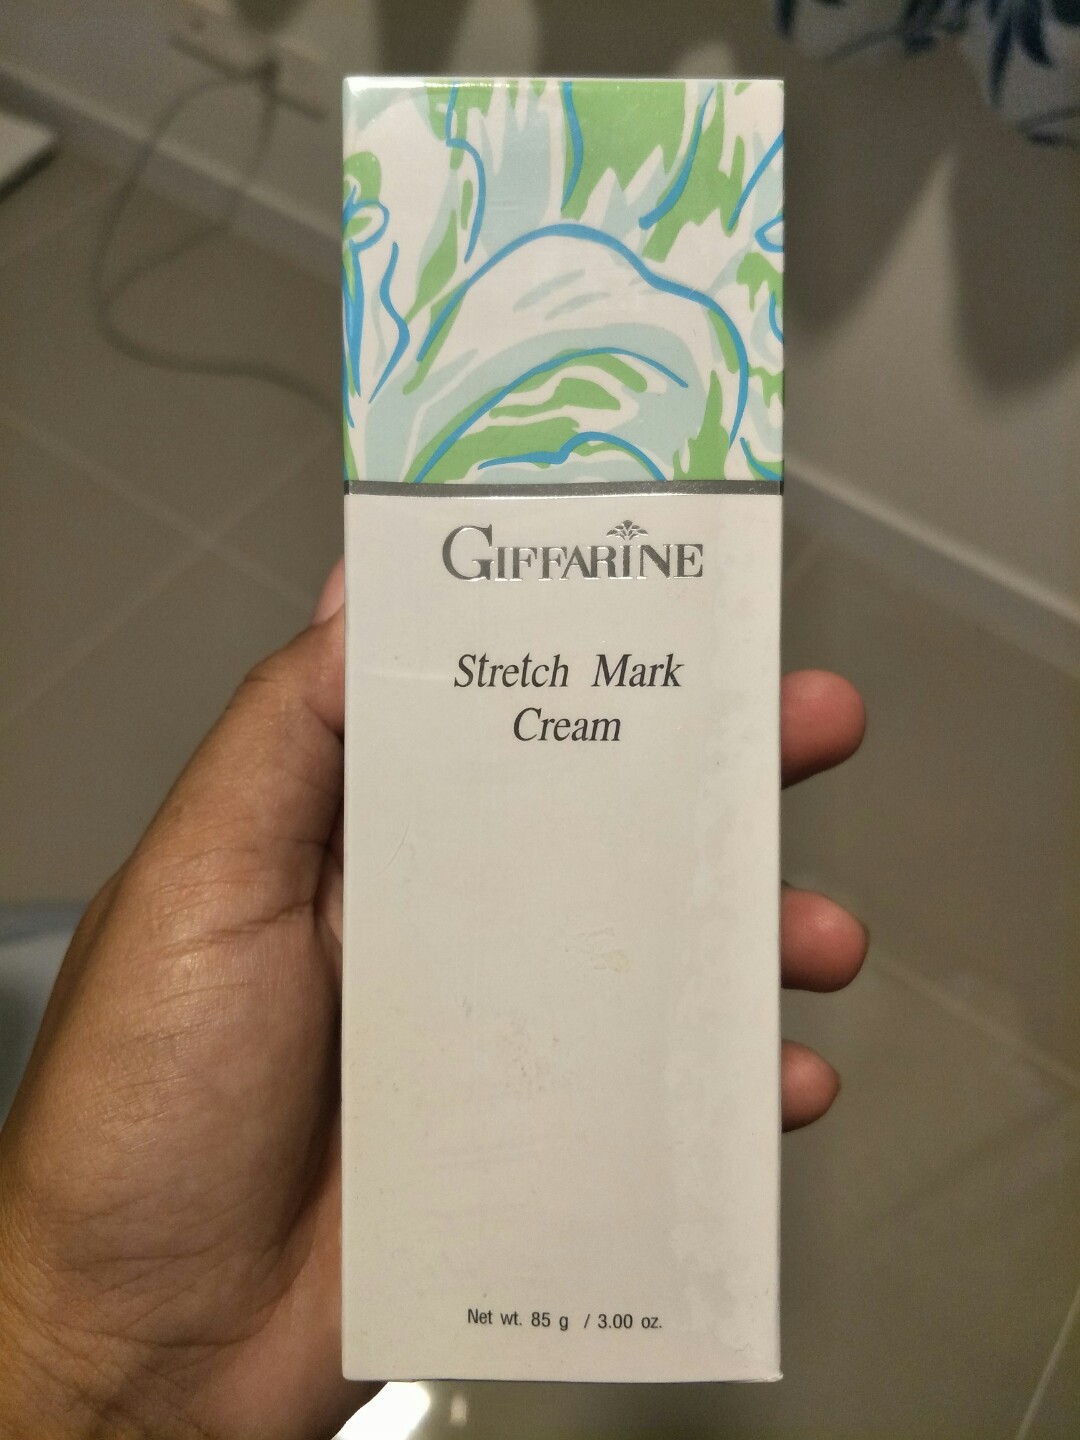 GIFFARINE
Stretch Mark
Cream
Net wt. 85 g / 3.00 oz.